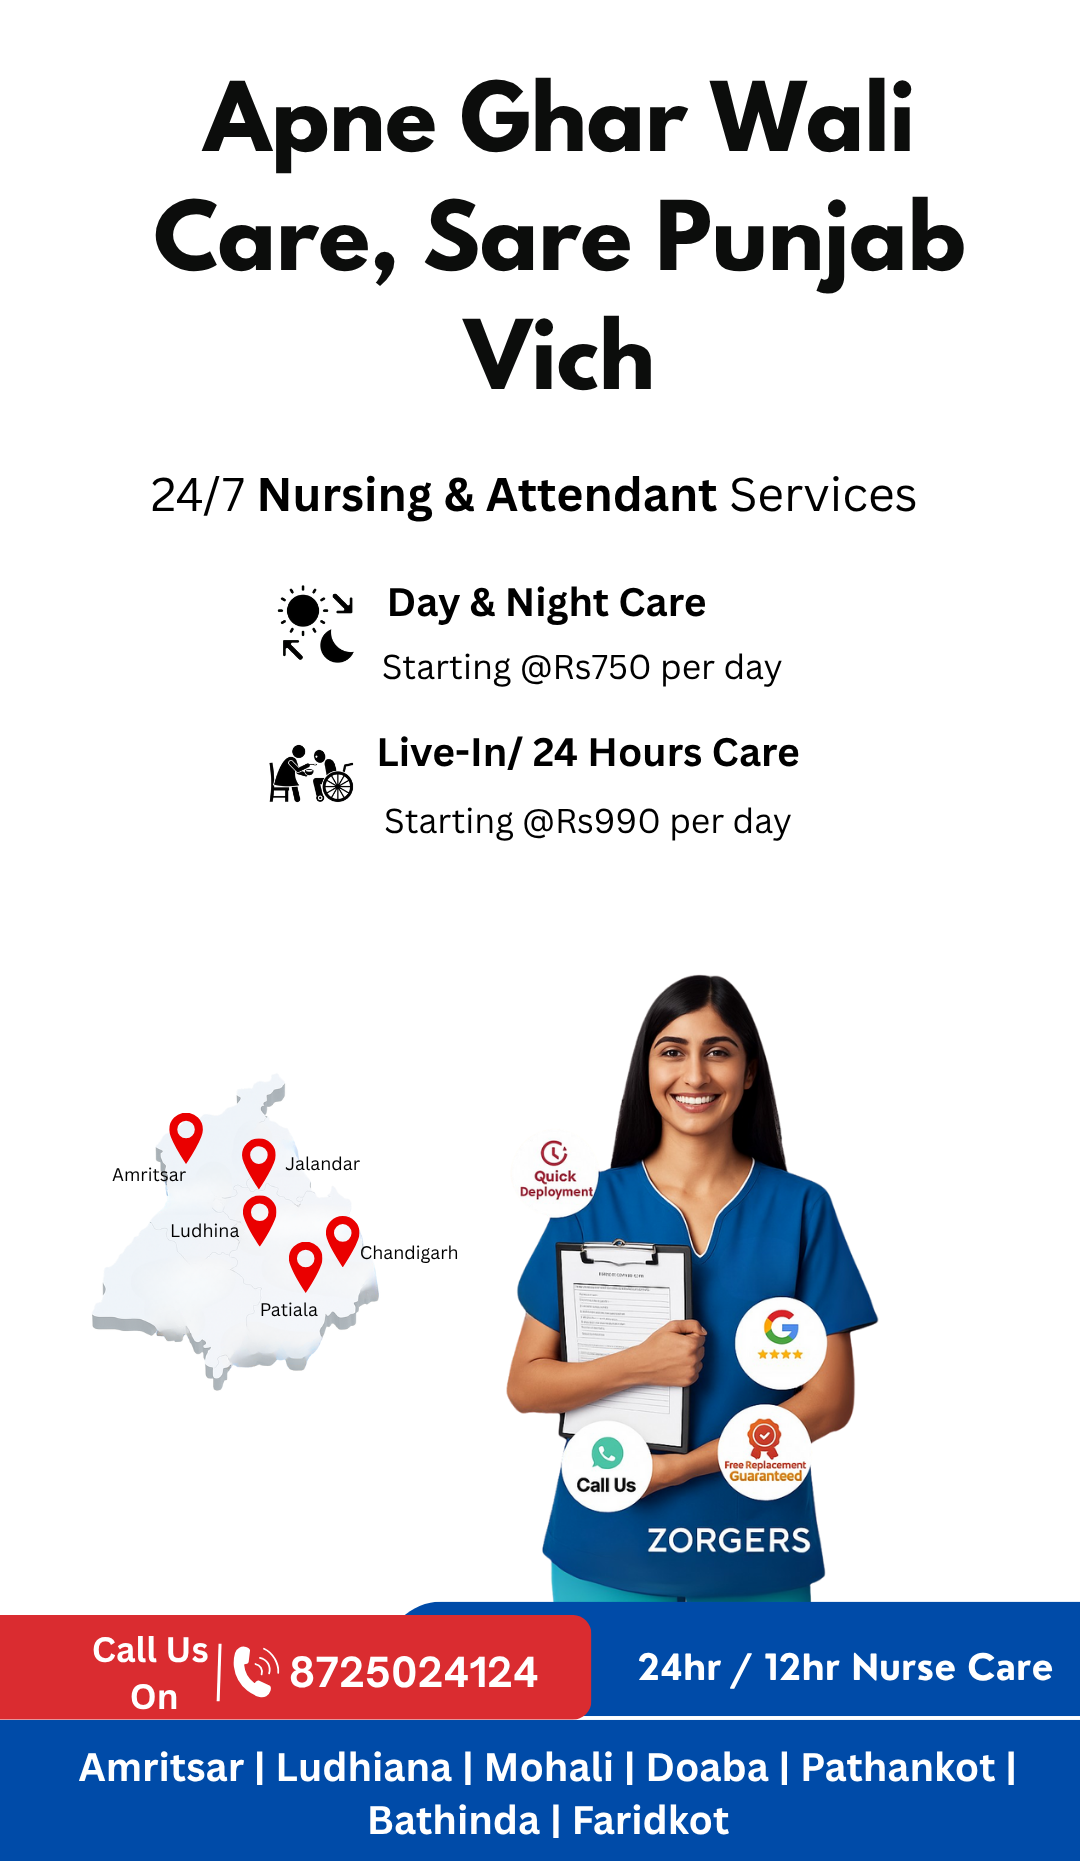 Apne Ghar Wali
Care, Sare Punjab
Vich
24/7 Nursing & Attendant Services
Day & Night Care
Starting @Rs750 per day
Live-In/ 24 Hours Care
Starting @Rs990 per day
Amritsar
Jalandar
Ludhina
Chandigarh
Patiala
Quick
Deployment
G
Call Us
Free Replacement
Guaranteed
ZORGERS
Call Us
On
8725024124
24hr / 12hr Nurse Care
Amritsar | Ludhiana | Mohali | Doaba | Pathankot |
Bathinda | Faridkot